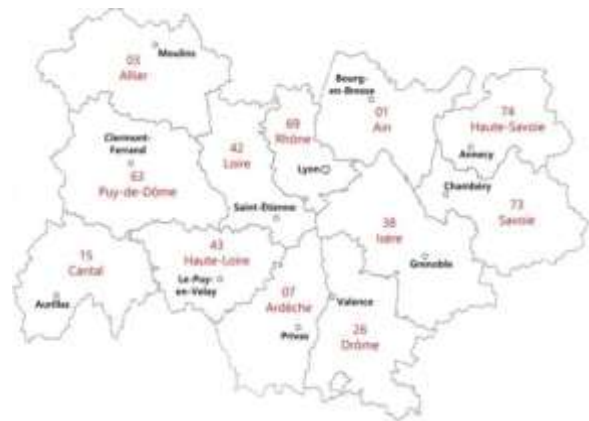 Moulins
03
Allier
Bourg-
en-Bresse
01
Ain
74
Haute-Savoie
69
Rhône
Clermont-
Ferrand
42
Loire
Annecy
Lyon
63
Puy-de-Dôme
Chambéry
Saint-Étienne
73
Savoie
38
Isère
43
Haute-Loire
15
Cantal
Grenoble
Le-Puy-
en-Velay
07
Ardèche
Aurillac
Valence
26
Drôme
Privas